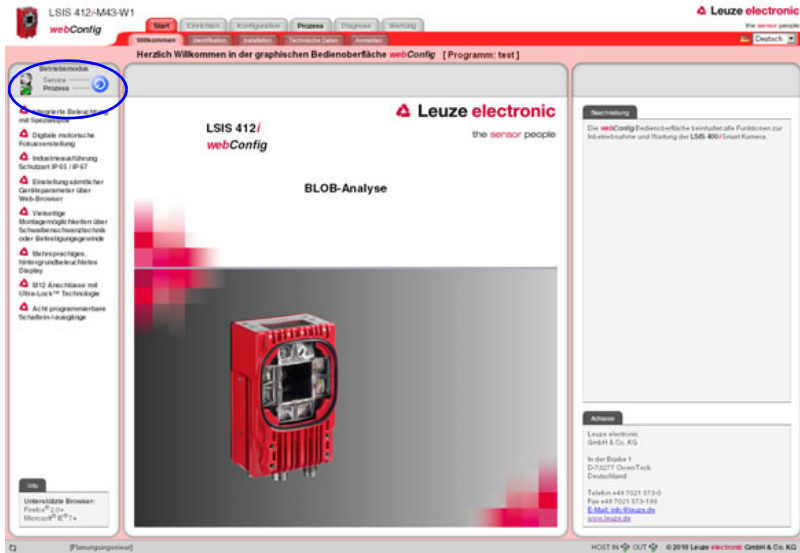 LSIS 412i-M43-W1
webConfig
Start Einrichten Konfiguration Prozess Diagnose Wartung
Willkommen Identifikation Installation Technische Daten Anmelden
Leuze electronic
the sensor people
Deutsch
Herzlich Willkommen in der graphischen Bedienoberfläche webConfig [Programm: test]
Betriebsmodus
Service
Prozess
Integrierte Beleuchtung
mit Spezialoptik
Digitale motorische
Fokusverstellung
Industrieausführung
Schutzart IP 65 / IP 67
Einstellung sämtlicher
Geräteparameter über
Web-Browser
Vielseitige
Montagemöglichkeiten über
Schwalbenschwanztechnik
oder Befestigungsgewinde
Mehrsprachiges,
hintergrundbeleuchtetes
Display
M12 Anschlüsse mit
Ultra-Lock™ Technologie
Acht programmierbare
Schaltein-/-ausgänge
Info
Unterstützte Browser:
Firefox® 2.0+
Microsoft® IE® 7+
LSIS 412i
webConfig
Leuze electronic
the sensor people
BLOB-Analyse
Beschreibung
Die webConfig Bedienoberfläche beinhaltet alle Funktionen zur
Inbetriebnahme und Wartung der LSIS 400i Smart Kamera.
Adresse
Leuze electronic
GmbH & Co. KG
In der Braike 1
D-73277 Owen/Teck
Deutschland
Telefon +49 7021 573-0
Fax +49 7021 573-199
E-Mail: info@leuze.de
www.leuze.de
[Planungsingenieur]
HOST IN OUT © 2010 Leuze electronic GmbH & Co. KG